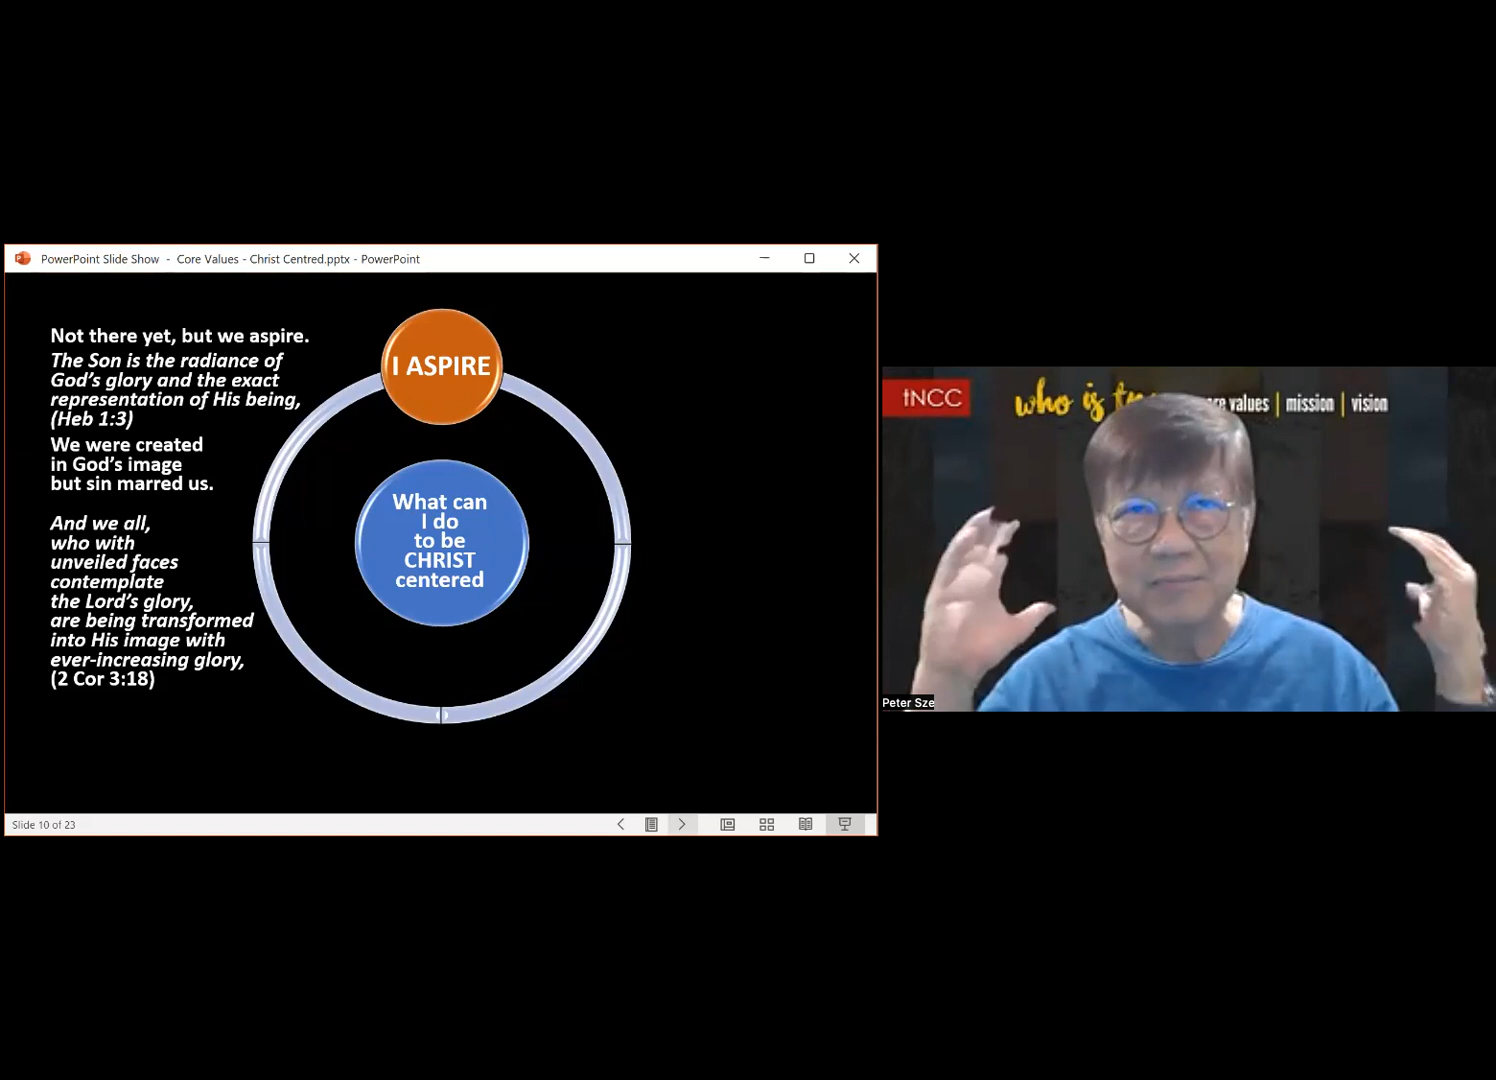 PowerPoint Slide Show - Core Values - Christ Centred.pptx - PowerPoint
Not there yet, but we aspire.
The Son is the radiance of
God's glory and the exact
representation of His being,
(Heb 1:3)
We were created
in God's image
but sin marred us.
And we all,
who with
unveiled faces
contemplate
the Lord's glory,
are being transformed
into His image with
ever-increasing glory,
(2 Cor 3:18)
I ASPIRE
What can
I do
to be
CHRIST
centered
Slide 10 of 23
tNCC
who is
values | mission | vision
Peter Sze